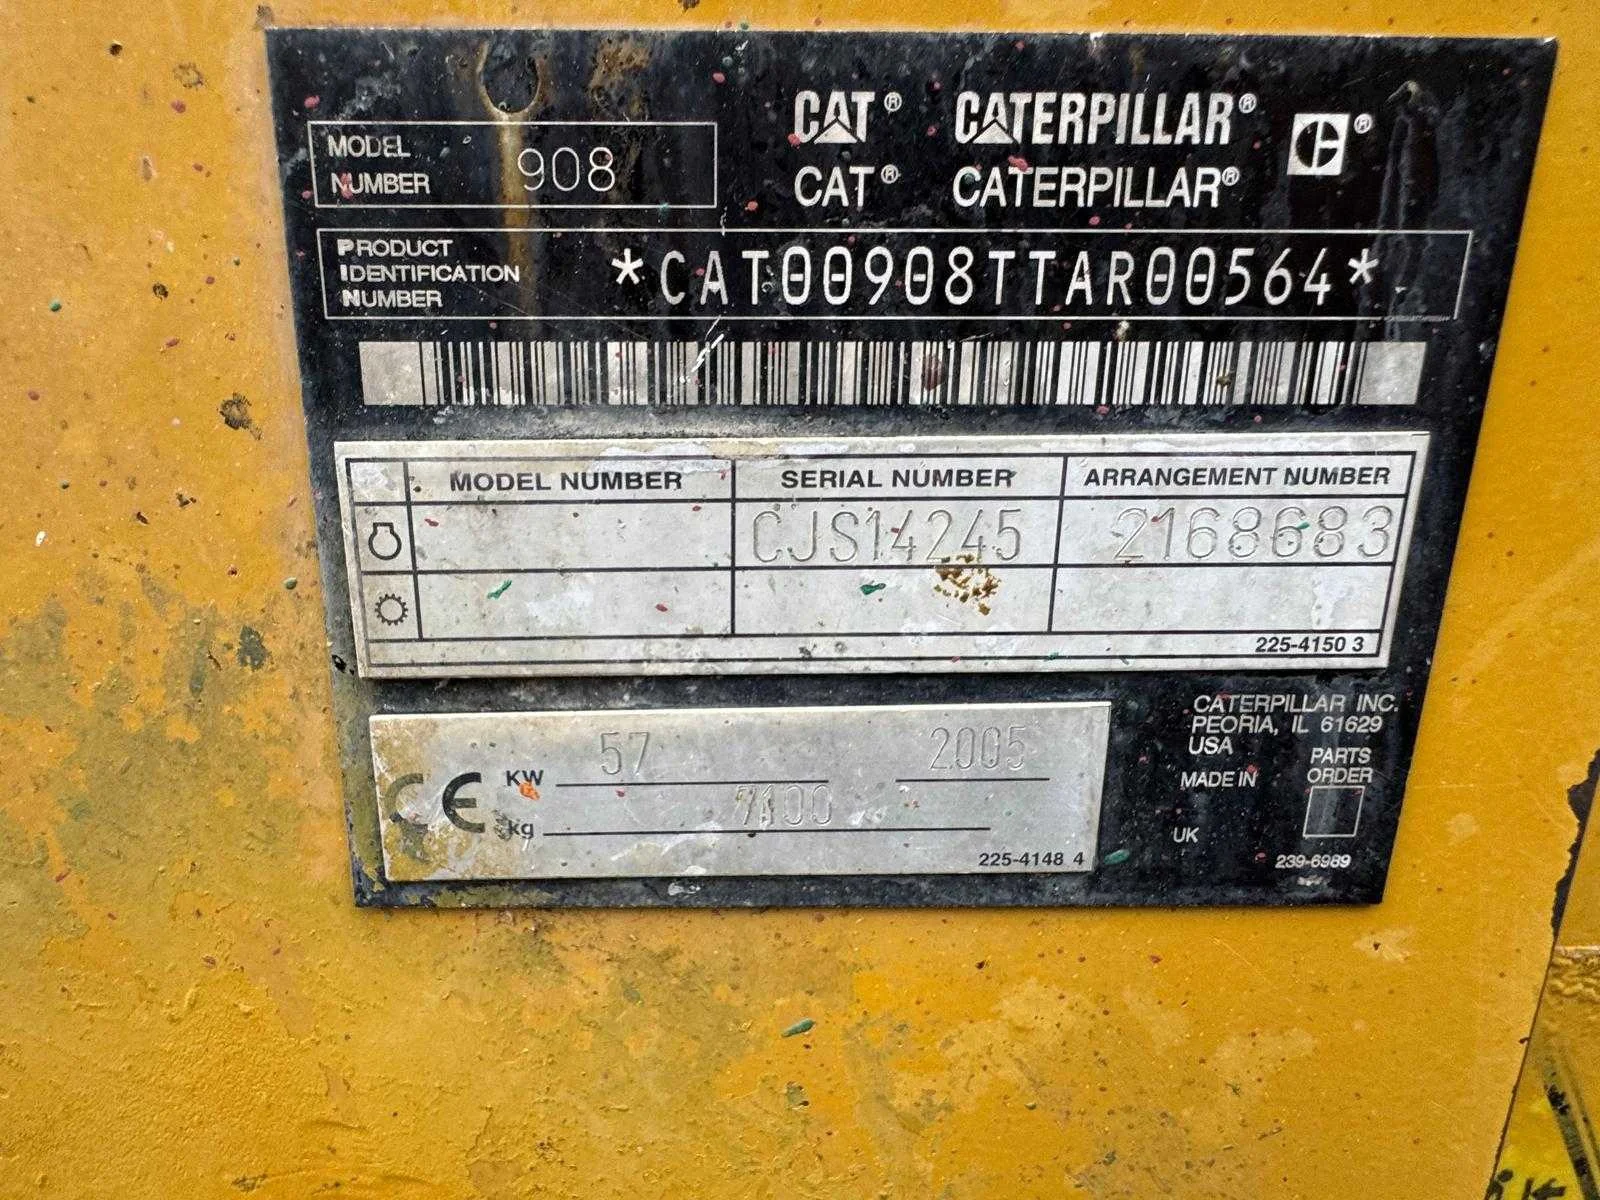 CAT® CATERPILLAR® ®
CAT® CATERPILLAR®
MODEL
NUMBER 908
PRODUCT
IDENTIFICATION
NUMBER
*CAT00908TTAR00564*
MODEL NUMBER SERIAL NUMBER ARRANGEMENT NUMBER
CJS14245 2168683
225-4150 3
CE
KW 57 2005
kg 7100
225-4148 4
CATERPILLAR INC.
PEORIA, IL 61629
USA
MADE IN
UK
PARTS
ORDER
239-6989